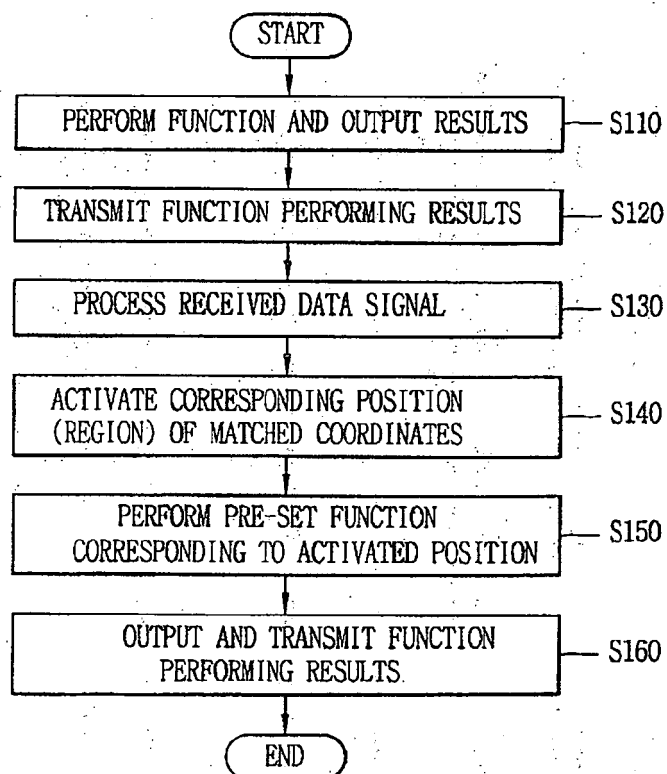 START
PERFORM FUNCTION AND OUTPUT RESULTS
S110
TRANSMIT FUNCTION PERFORMING RESULTS
S120
PROCESS RECEIVED DATA SIGNAL
S130
ACTIVATE CORRESPONDING POSITION
(REGION) OF MATCHED COORDINATES
S140
PERFORM PRE-SET FUNCTION
CORRESPONDING TO ACTIVATED POSITION
S150
OUTPUT AND TRANSMIT FUNCTION
PERFORMING RESULTS
S160
END